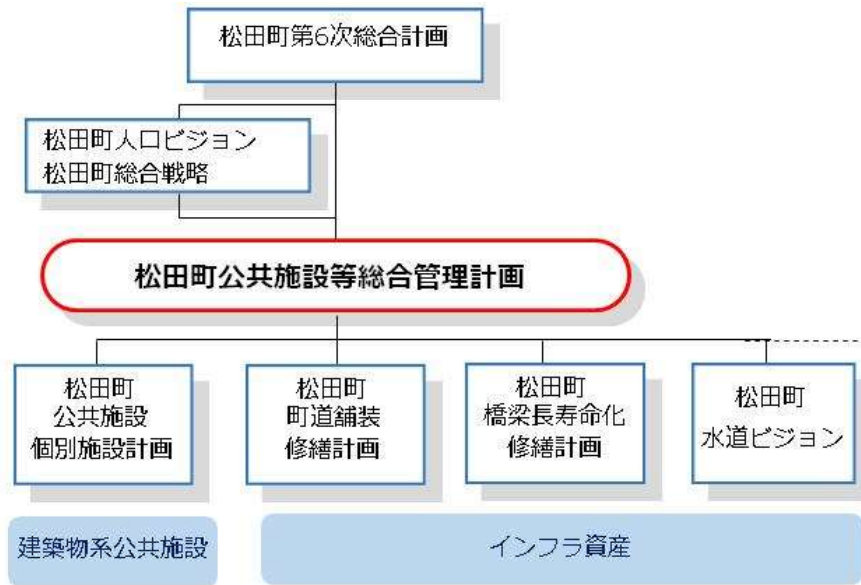 松田町第6次総合計画
松田町人口ビジョン
松田町総合戦略
松田町公共施設等総合管理計画
松田町
公共施設
個別施設計画
松田町
町道舗装
修繕計画
松田町
橋梁長寿命化
修繕計画
松田町
水道ビジョン
建築物系公共施設
インフラ資産